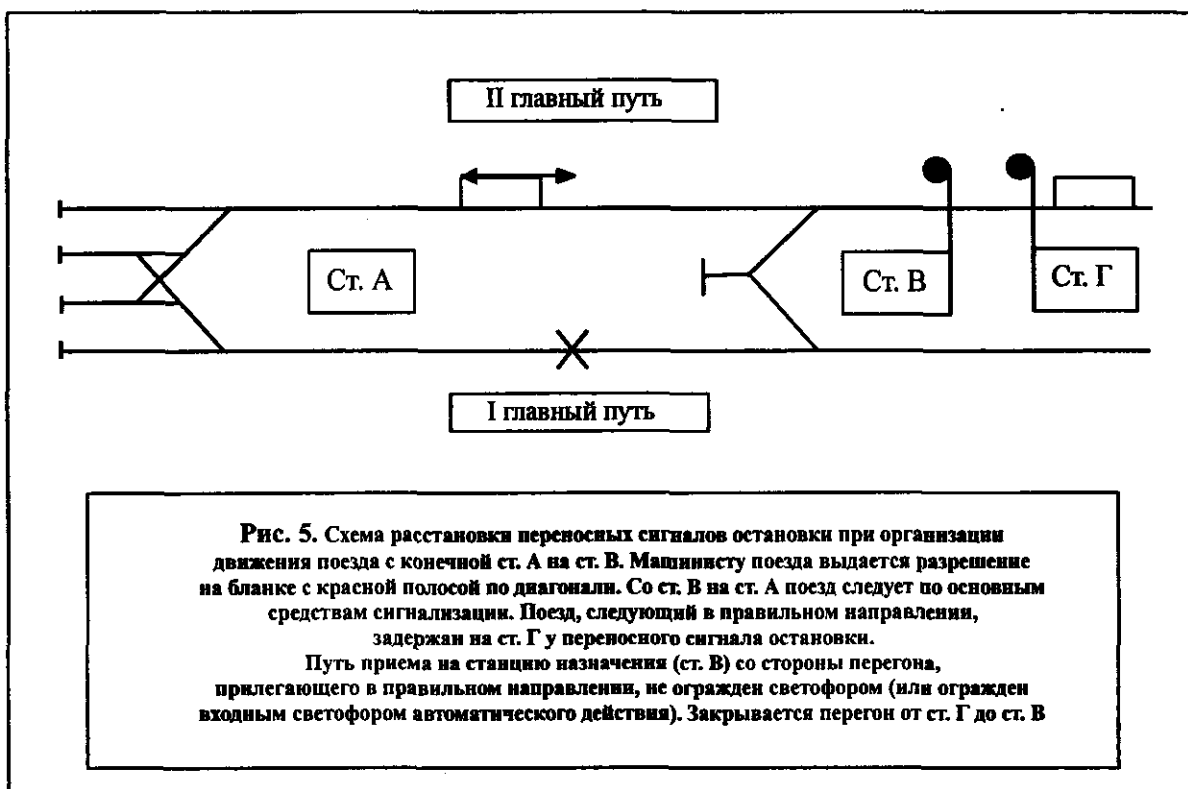 II главный путь
Ст. А
Ст. В
Ст. Г
I главный путь
Рис. 5. Схема расстановки переносных сигналов остановки при организации
движения поезда с конечной ст. А на ст. В. Машинисту поезда выдается разрешение
на бланке с красной полосой по диагонали. Со ст. В на ст. А поезд следует по основным
средствам сигнализации. Поезд, следующий в правильном направлении,
задержан на ст. Г у переносного сигнала остановки.
Путь приема на станцию назначения (ст. В) со стороны перегона,
прилегающего в правильном направлении, не огражден светофором (или огражден
входным светофором автоматического действия). Закрывается перегон от ст. Г до ст. В